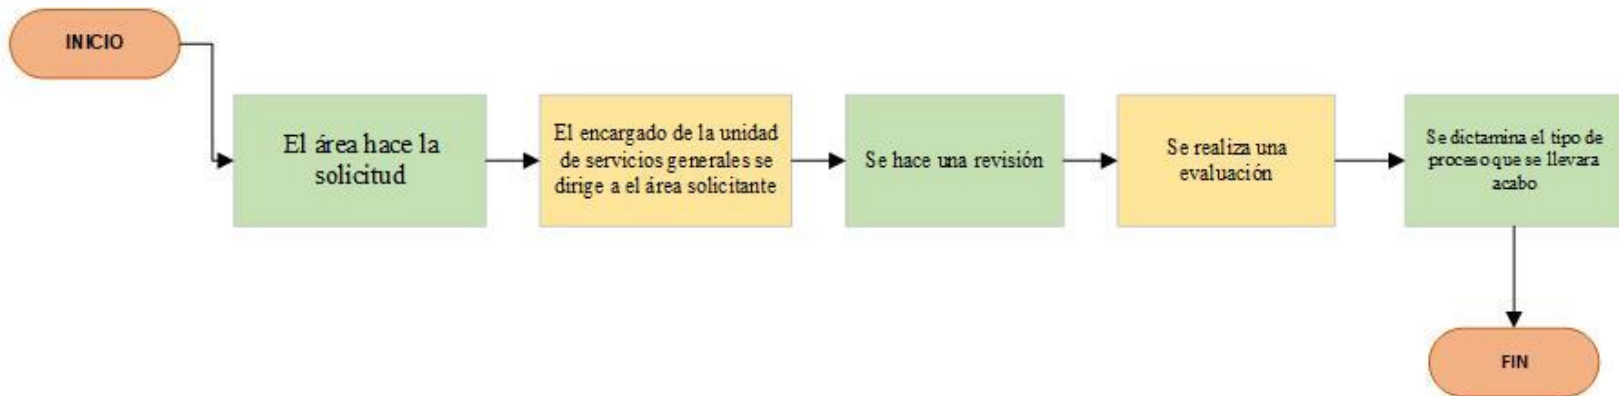 INICIO
El área hace la
solicitud
El encargado de la unidad
de servicios generales se
dirige a el área solicitante
Se hace una revisión
Se realiza una
evaluación
Se dictamina el tipo de
proceso que se llevara
acabo
FIN